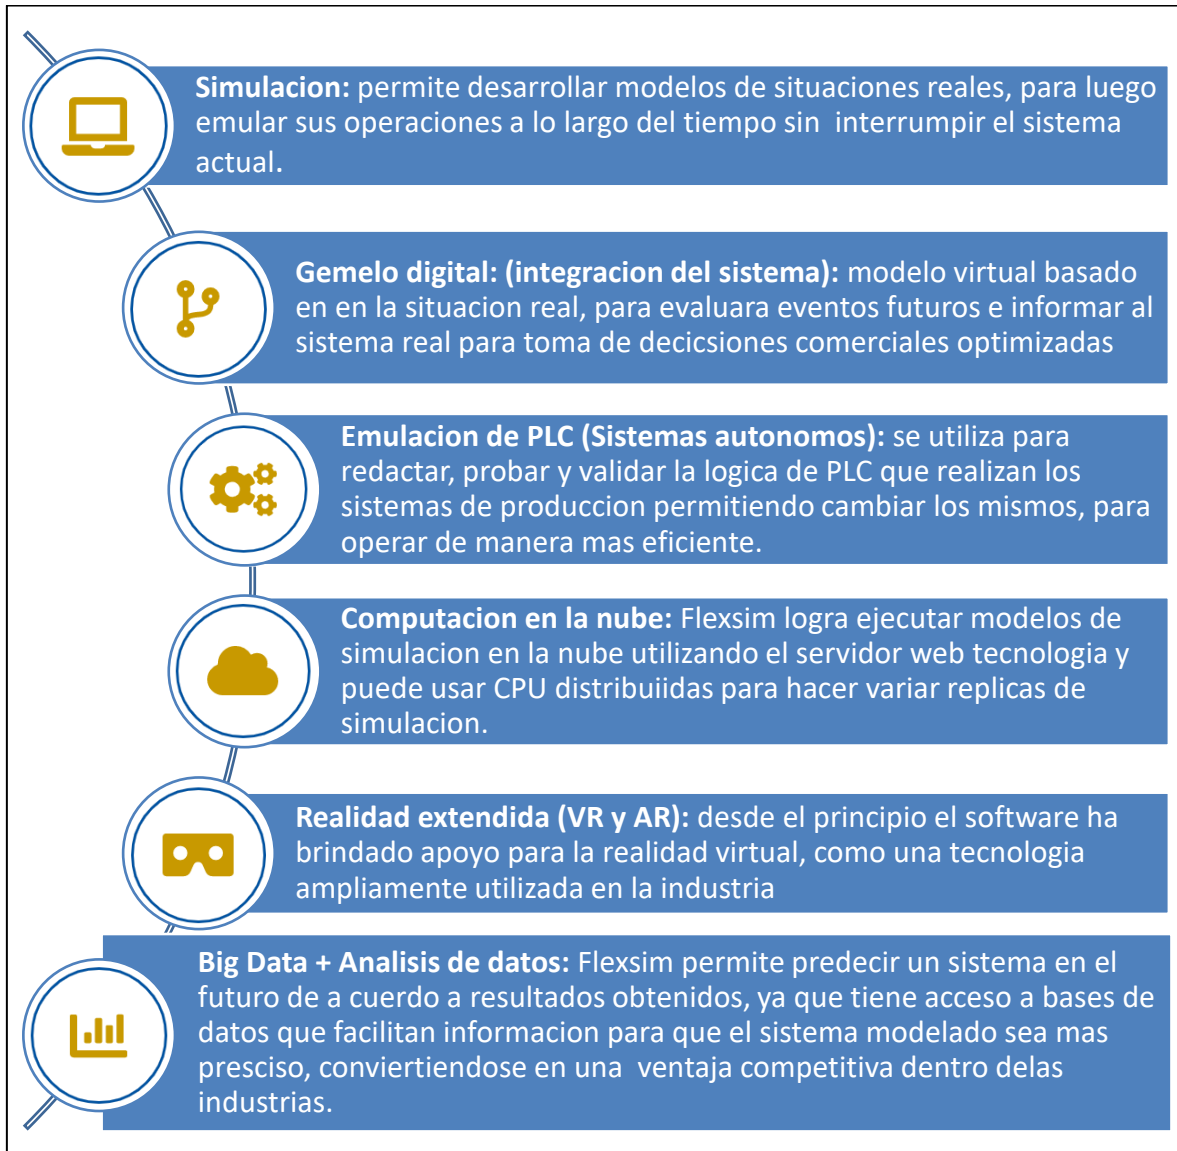 Simulacion: permite desarrollar modelos de situaciones reales, para luego
emular sus operaciones a lo largo del tiempo sin  interrumpir el sistema
actual.
Gemelo digital: (integracion del sistema): modelo virtual basado
en en la situacion real, para evaluara eventos futuros e informar al
sistema real para toma de decicsiones comerciales optimizadas
Emulacion de PLC (Sistemas autonomos): se utiliza para
redactar, probar y validar la logica de PLC que realizan los
sistemas de produccion permitiendo cambiar los mismos, para
operar de manera mas eficiente.
Computacion en la nube: Flexsim logra ejecutar modelos de
simulacion en la nube utilizando el servidor web tecnologia y
puede usar CPU distribuiidas para hacer variar replicas de
simulacion.
Realidad extendida (VR y AR): desde el principio el software ha
brindado apoyo para la realidad virtual, como una tecnologia
ampliamente utilizada en la industria
Big Data + Analisis de datos: Flexsim permite predecir un sistema en el
futuro de a cuerdo a resultados obtenidos, ya que tiene acceso a bases de
datos que facilitan informacion para que el sistema modelado sea mas
presciso, conviertiendose en una  ventaja competitiva dentro delas
industrias.